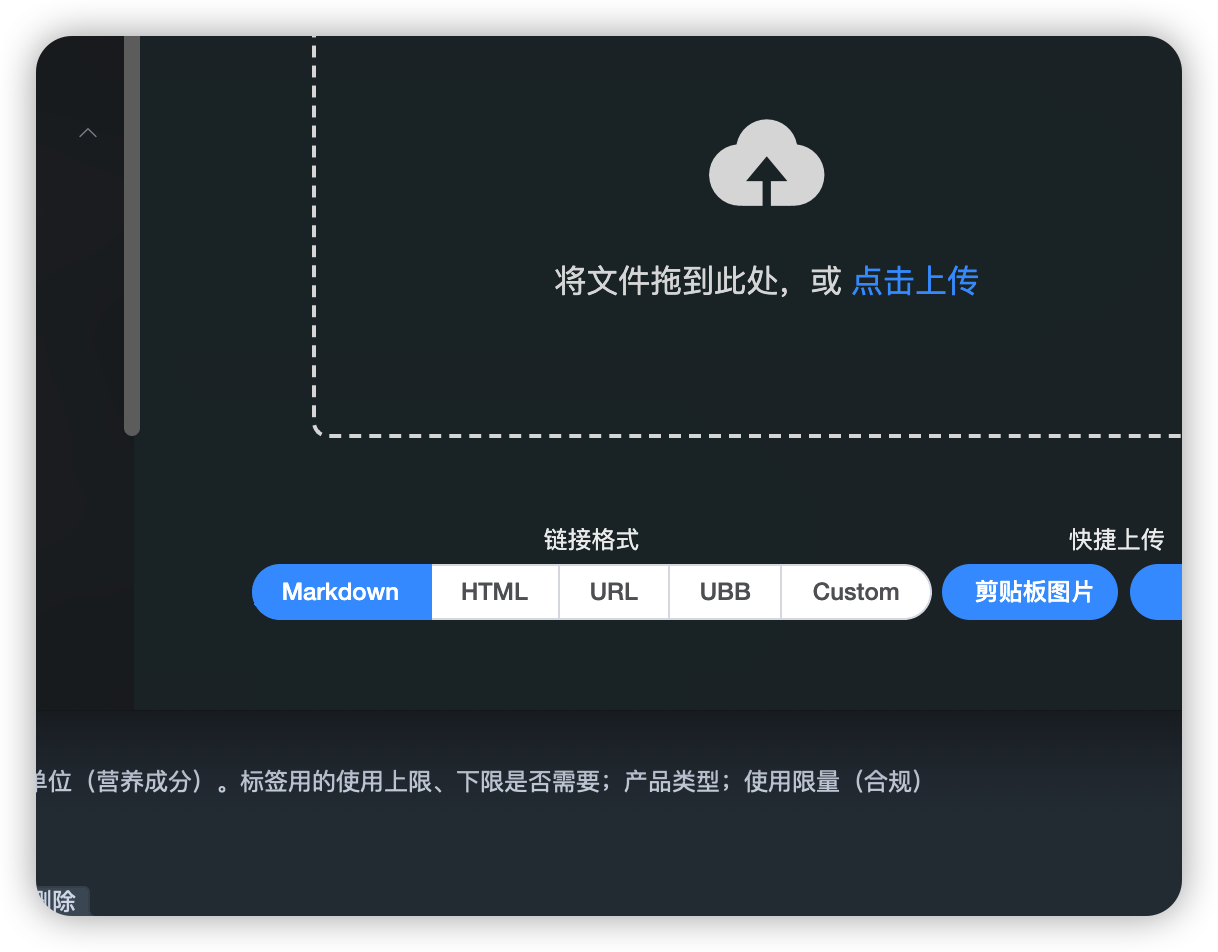 将文件拖到此处，或 点击上传
链接格式
快捷上传
Markdown HTML URL UBB Custom 剪贴板图片
单位（营养成分）。标签用的使用上限、下限是否需要；产品类型；使用限量（合规）
删除